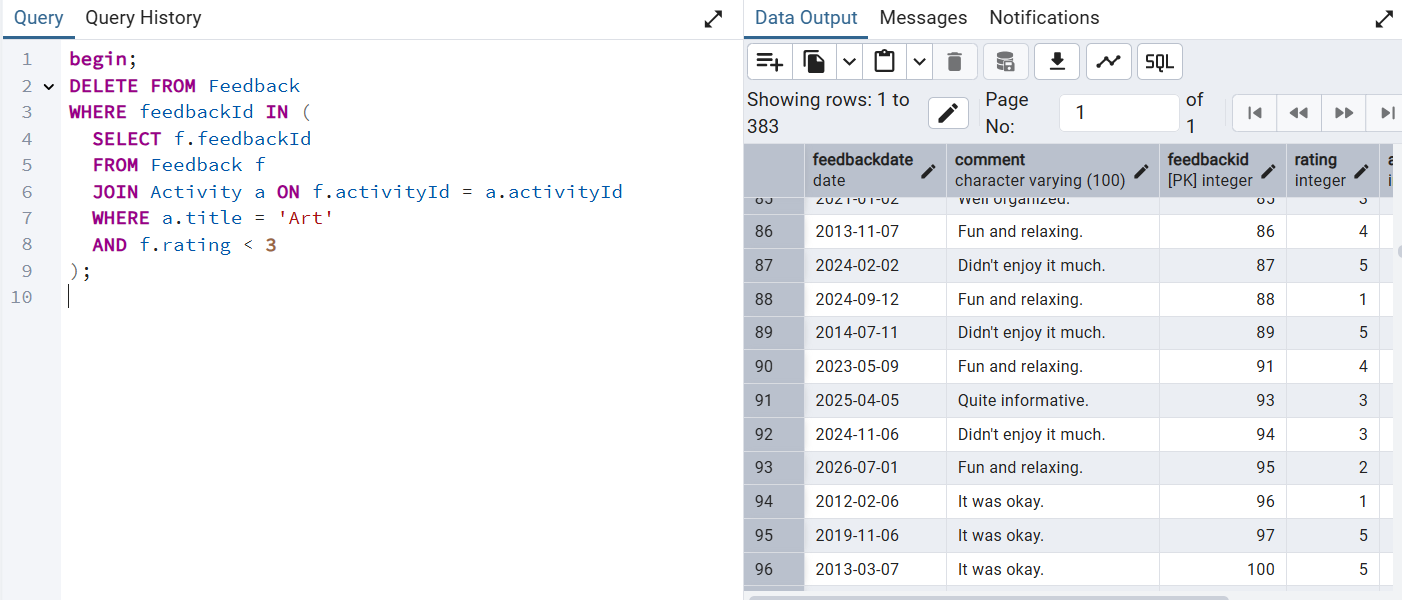 Query Query History
1 begin;
2 DELETE FROM Feedback
3 WHERE feedbackId IN (
4 SELECT f.feedbackId
5 FROM Feedback f
6 JOIN Activity a ON f.activityId = a.activityId
7 WHERE a.title = 'Art'
8 AND f.rating < 3
9 );
10
Data Output Messages Notifications
SQL
Showing rows: 1 to 383 Page No: 1 of 1
feedbackdate comment feedbackid rating
date character varying (100) [PK] integer integer
85 2021-01-02 Well organized. 85 3
86 2013-11-07 Fun and relaxing. 86 4
87 2024-02-02 Didn't enjoy it much. 87 5
88 2024-09-12 Fun and relaxing. 88 1
89 2014-07-11 Didn't enjoy it much. 89 5
90 2023-05-09 Fun and relaxing. 91 4
91 2025-04-05 Quite informative. 93 3
92 2024-11-06 Didn't enjoy it much. 94 3
93 2026-07-01 Fun and relaxing. 95 2
94 2012-02-06 It was okay. 96 1
95 2019-11-06 It was okay. 97 5
96 2013-03-07 It was okay. 100 5